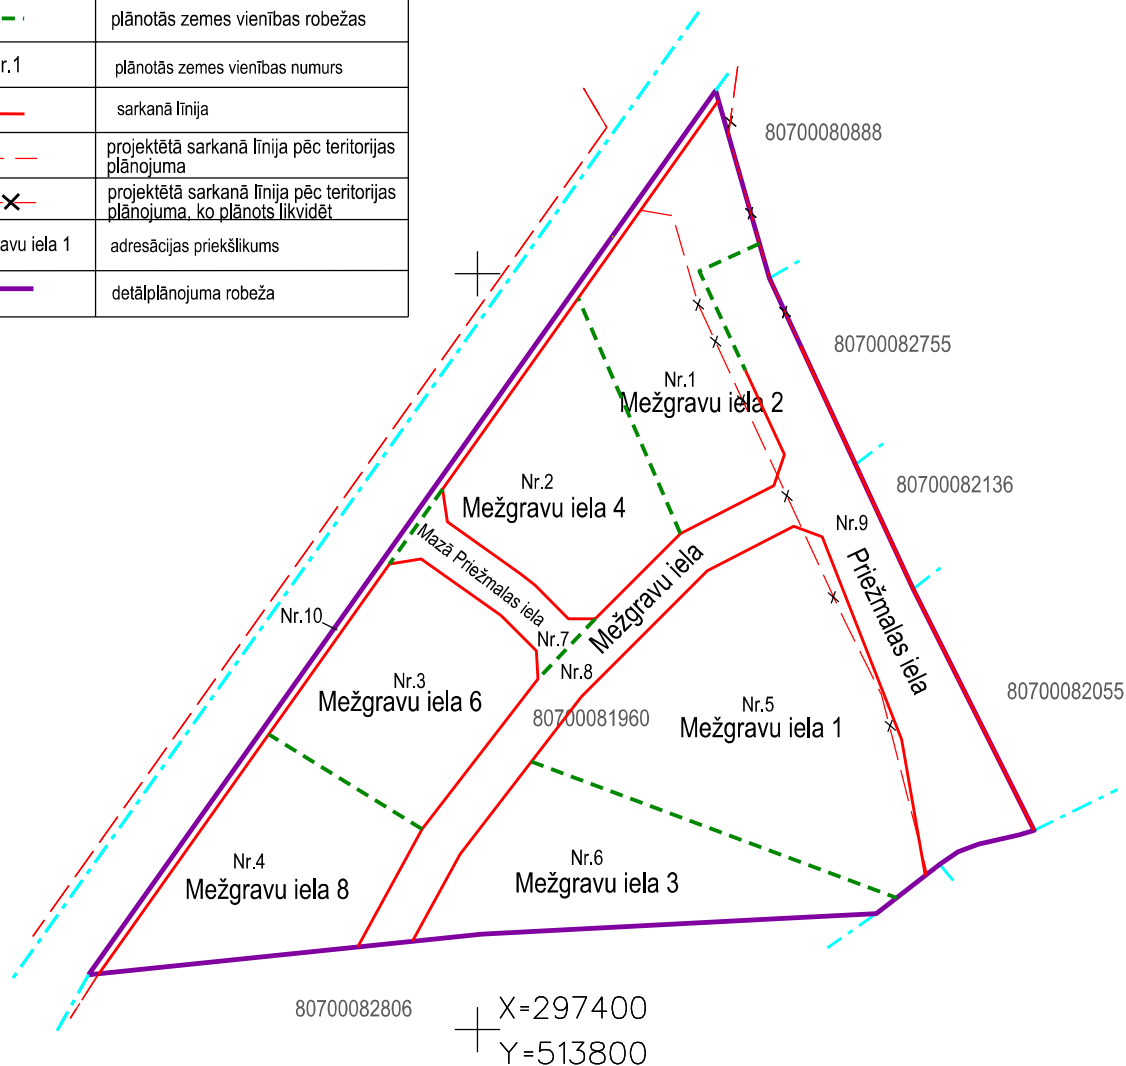 plānotās zemes vienības robežas
r.1
plānotās zemes vienības numurs
sarkanā līnija
projektētā sarkanā līnija pēc teritorijas
plānojuma
projektētā sarkanā līnija pēc teritorijas
plānojuma, ko plānots likvidēt
avu iela 1
adresācijas priekšlikums
detālplānojuma robeža
80700080888
80700082755
Nr.1
Mežgravu iela 2
Nr.2
Mežgravu iela 4
80700082136
Nr.9
Priežmalas iela
Mazā Priežmalas iela
Mežgravu iela
Nr.10
Nr.7
Nr.8
Nr.3
Mežgravu iela 6
80700081960
Nr.5
Mežgravu iela 1
80700082055
Nr.4
Mežgravu iela 8
Nr.6
Mežgravu iela 3
80700082806
X=297400
Y=513800